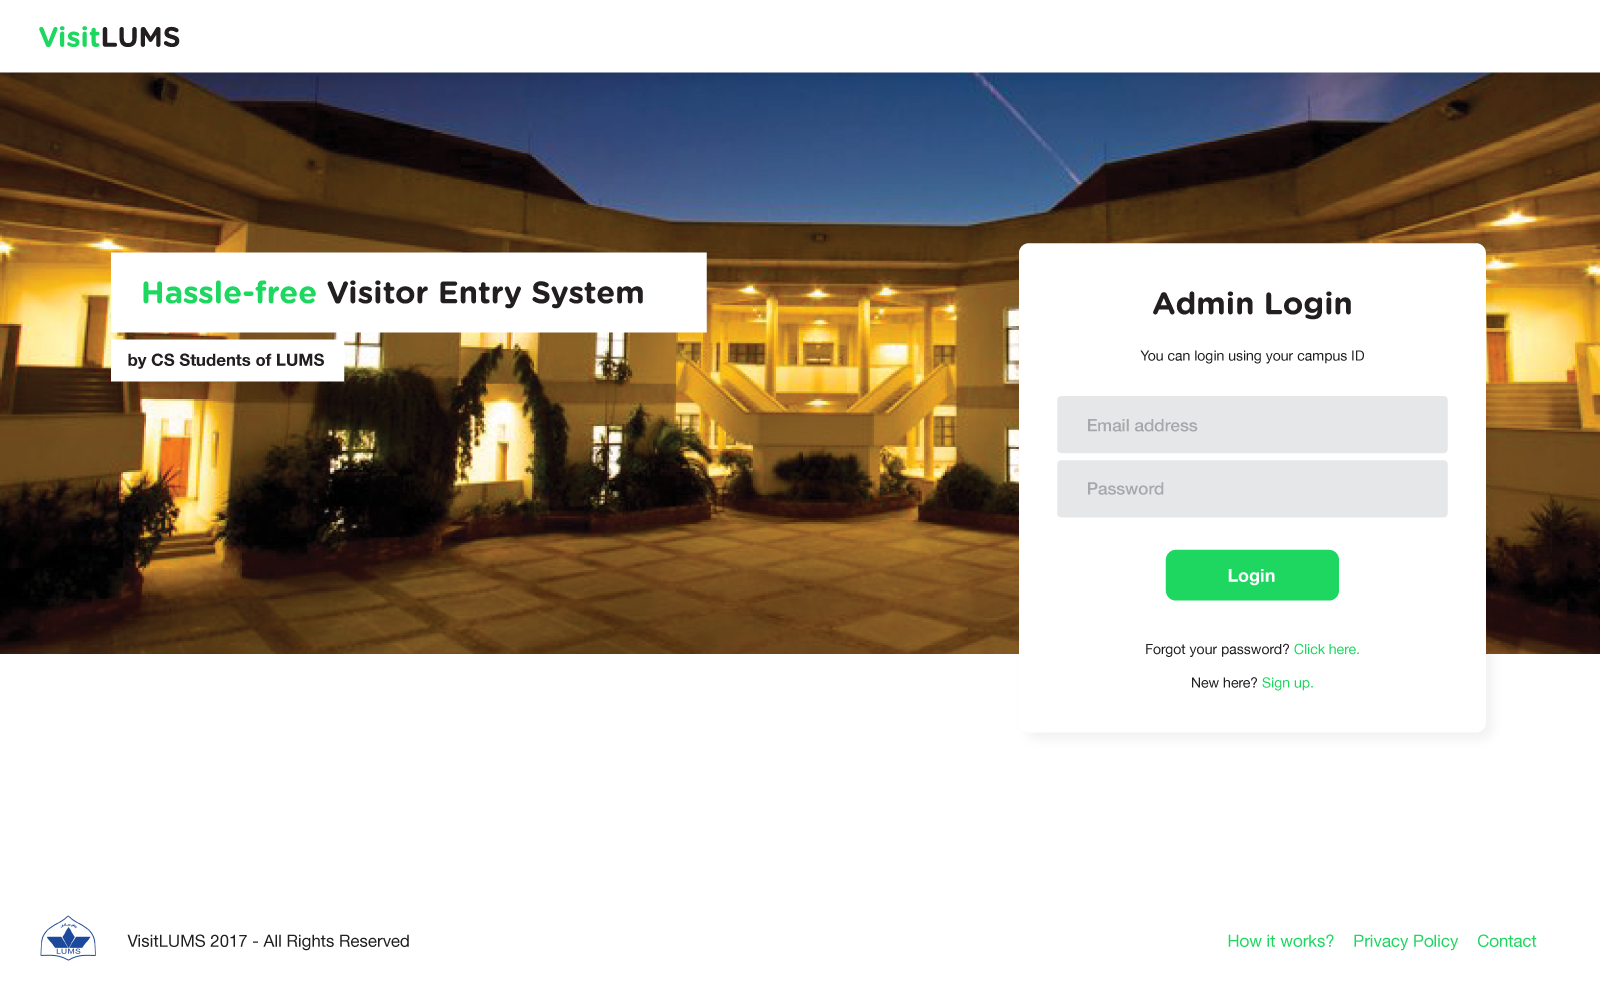 VisitLUMS
Hassle-free Visitor Entry System
by CS Students of LUMS
Admin Login
You can login using your campus ID
Email address
Password
Login
Forgot your password? Click here.
New here? Sign up.
LUMS
VisitLUMS 2017 - All Rights Reserved
How it works? Privacy Policy Contact